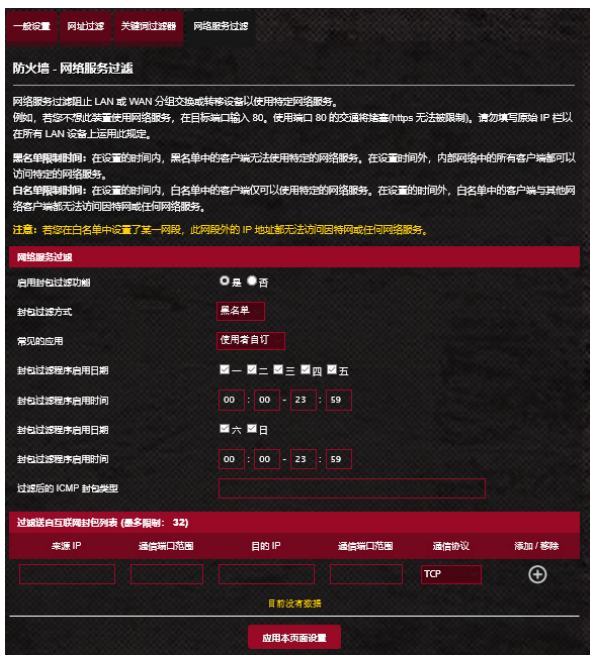 一般设置 网址过滤 关键词过滤器 网络服务过滤
防火墙 - 网络服务过滤
网络服务过滤阻止 LAN 或 WAN 分组交换或转移设备以使用特定网络服务。
例如，若您不想此装置使用网络服务，在目标端口输入 80。使用端口 80 的交通将堵塞(https 无法被限制)。请勿填写原始 IP 栏以
在所有 LAN 设备上运用此规定。
黑名单限制时间：在设置的时间内，黑名单中的客户端无法使用特定的网络服务。在设置时间外，内部网络中的所有客户端都可以
访问特定的网络服务。
白名单限制时间：在设置的时间内，白名单中的客户端仅可以使用特定的网络服务。在设置的时间外，白名单中的客户端与其他网
络客户端都无法访问因特网或任何网络服务。
注意：若您在白名单中设置了某一网段，此网段外的 IP 地址都无法访问因特网或任何网络服务。
网络服务过滤
启用封包过滤功能 是 否
封包过滤方式 黑名单
常见的应用 使用者自订
封包过滤程序启用日期 一 二 三 四 五
封包过滤程序启用时间 00 : 00 - 23 : 59
封包过滤程序启用日期 六 日
封包过滤程序启用时间 00 : 00 - 23 : 59
过滤后的 ICMP 封包类型
过滤送自互联网封包列表 (最多限制： 32)
来源 IP 通信端口范围 目的 IP 通信端口范围 通信协议 添加 / 移除
TCP
目前没有数据
应用本页面设置